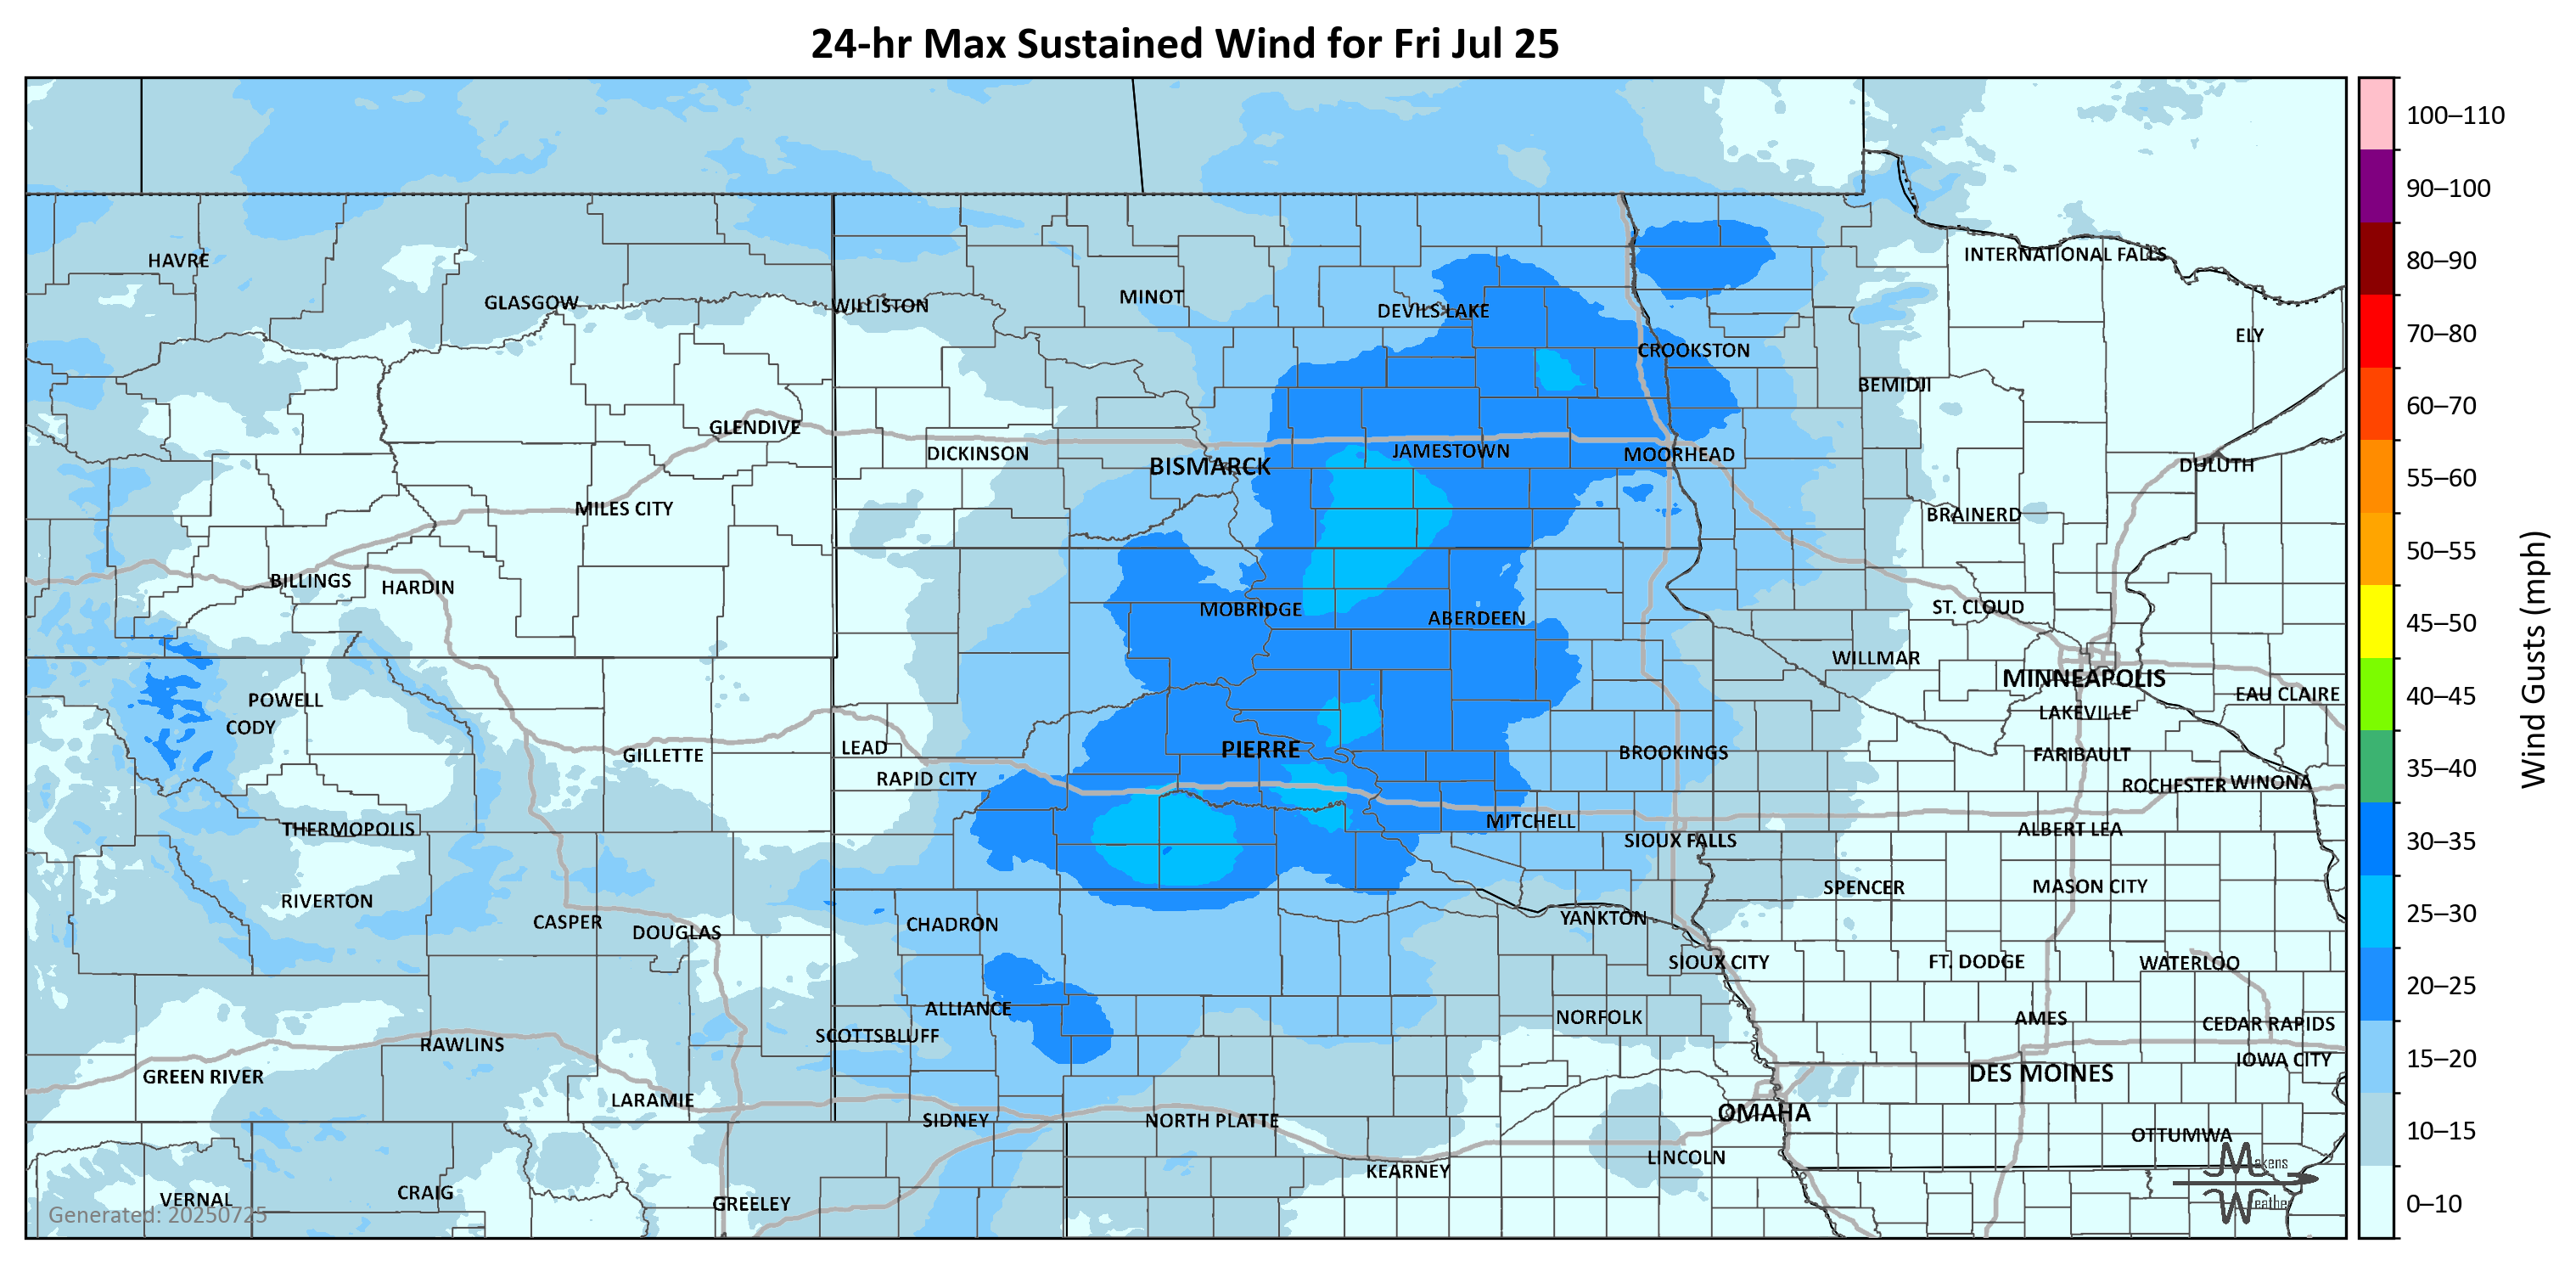 24-hr Max Sustained Wind for Fri Jul 25
HAVRE
GLASGOW
WILLISTON
MINOT
DEVILS LAKE
CROOKSTON
INTERNATIONAL FALLS
ELY
BEMIDJI
GLENDIVE
DICKINSON
BISMARCK
JAMESTOWN
MOORHEAD
DULUTH
MILES CITY
BRAINERD
BILLINGS
HARDIN
MOBRIDGE
ABERDEEN
ST. CLOUD
WILLMAR
MINNEAPOLIS
EAU CLAIRE
POWELL
CODY
LAKEVILLE
GILLETTE
LEAD
PIERRE
BROOKINGS
FARIBAULT
RAPID CITY
ROCHESTER
WINONA
THERMOPOLIS
MITCHELL
SIOUX FALLS
ALBERT LEA
RIVERTON
SPENCER
MASON CITY
CASPER
DOUGLAS
CHADRON
YANKTON
SIOUX CITY
FT. DODGE
WATERLOO
ALLIANCE
NORFOLK
AMES
CEDAR RAPIDS
SCOTTSBLUFF
RAWLINS
IOWA CITY
GREEN RIVER
DES MOINES
LARAMIE
SIDNEY
NORTH PLATTE
OMAHA
OTTUMWA
LINCOLN
KEARNEY
VERNAL
CRAIG
GREELEY
Generated: 20250725
Makens
Weather
100–110
90–100
80–90
70–80
60–70
55–60
50–55
45–50
40–45
35–40
30–35
25–30
20–25
15–20
10–15
0–10
Wind Gusts (mph)